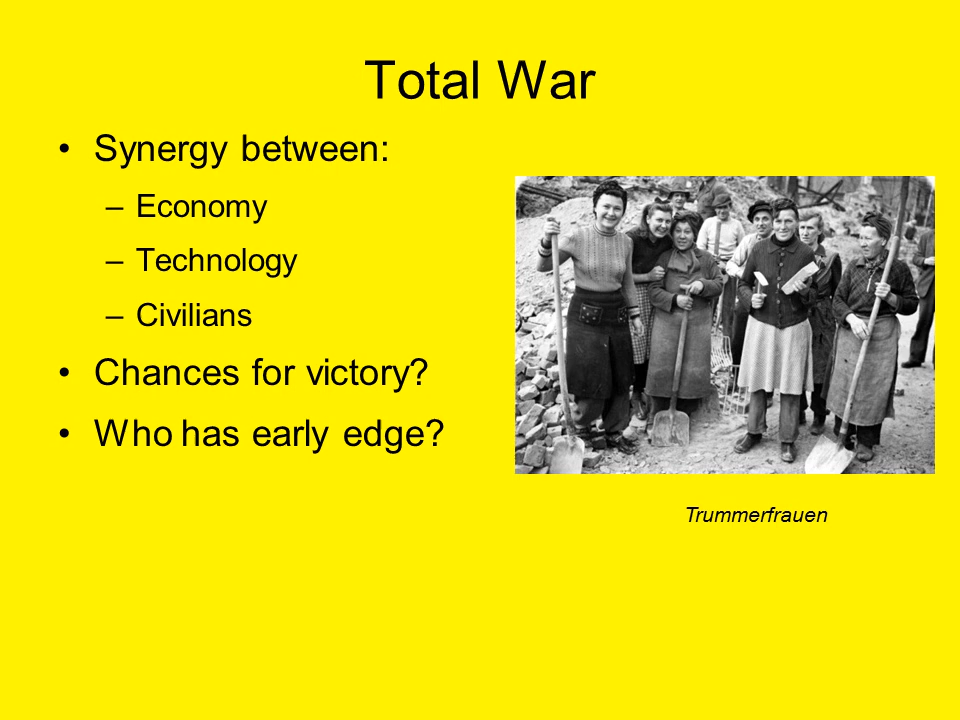 Total War
• Synergy between:
– Economy
– Technology
– Civilians
• Chances for victory?
• Who has early edge?
Trummerfrauen